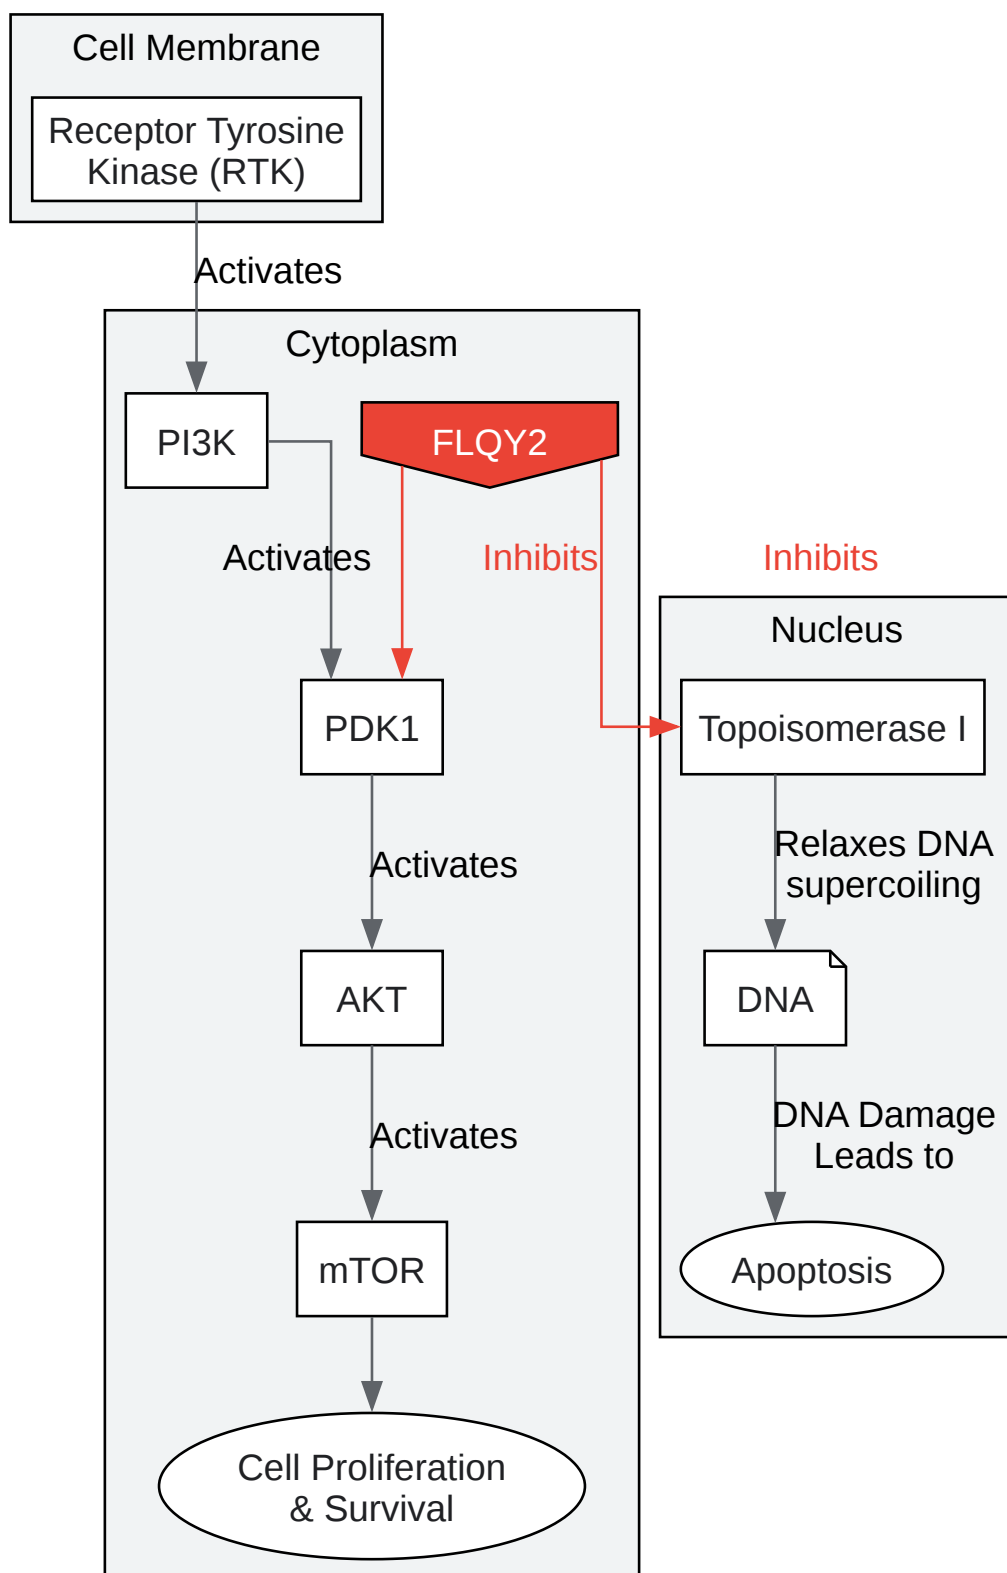 Cell Membrane
Receptor Tyrosine
Kinase (RTK)
Activates
Cytoplasm
PI3K
FLQY2
Activates
Inhibits
Inhibits
Nucleus
PDK1
Topoisomerase I
Activates
Relaxes DNA
supercoiling
AKT
DNA
Activates
DNA Damage
Leads to
mTOR
Apoptosis
Cell Proliferation
& Survival